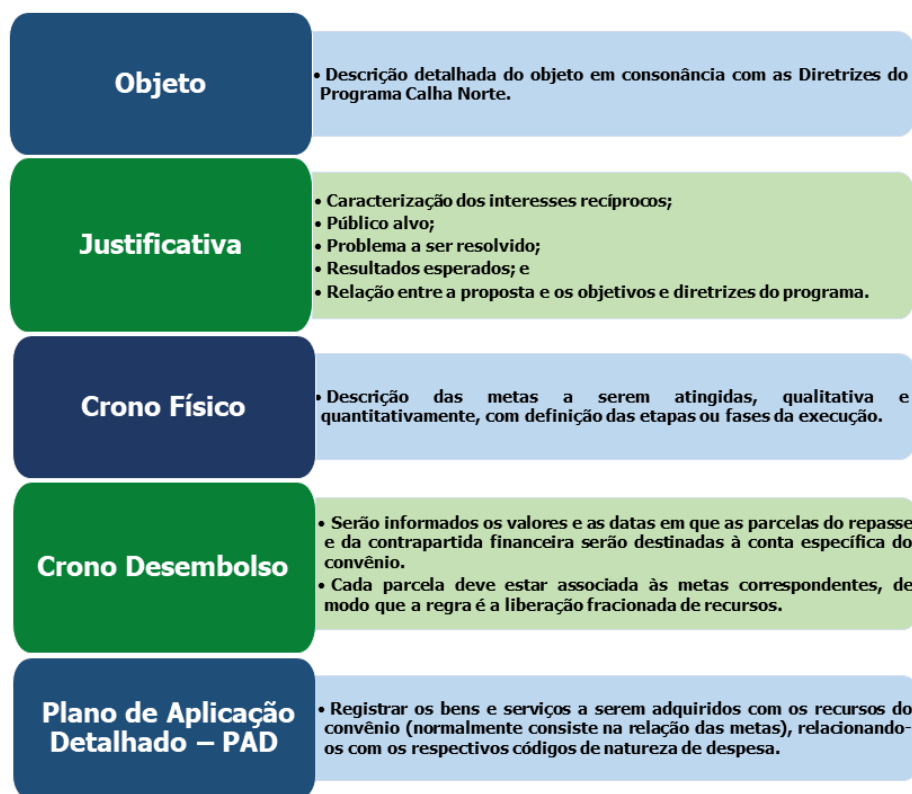 Objeto
• Descrição detalhada do objeto em consonância com as Diretrizes do
Programa Calha Norte.
Justificativa
• Caracterização dos interesses recíprocos;
• Público alvo;
• Problema a ser resolvido;
• Resultados esperados; e
• Relação entre a proposta e os objetivos e diretrizes do programa.
Crono Físico
• Descrição das metas a serem atingidas, qualitativa e
quantitativamente, com definição das etapas ou fases da execução.
Crono Desembolso
• Serão informados os valores e as datas em que as parcelas do repasse
e da contrapartida financeira serão destinadas à conta específica do
convênio.
• Cada parcela deve estar associada às metas correspondentes, de
modo que a regra é a liberação fracionada de recursos.
Plano de Aplicação
Detalhado – PAD
• Registrar os bens e serviços a serem adquiridos com os recursos do
convênio (normalmente consiste na relação das metas), relacionando-
os com os respectivos códigos de natureza de despesa.